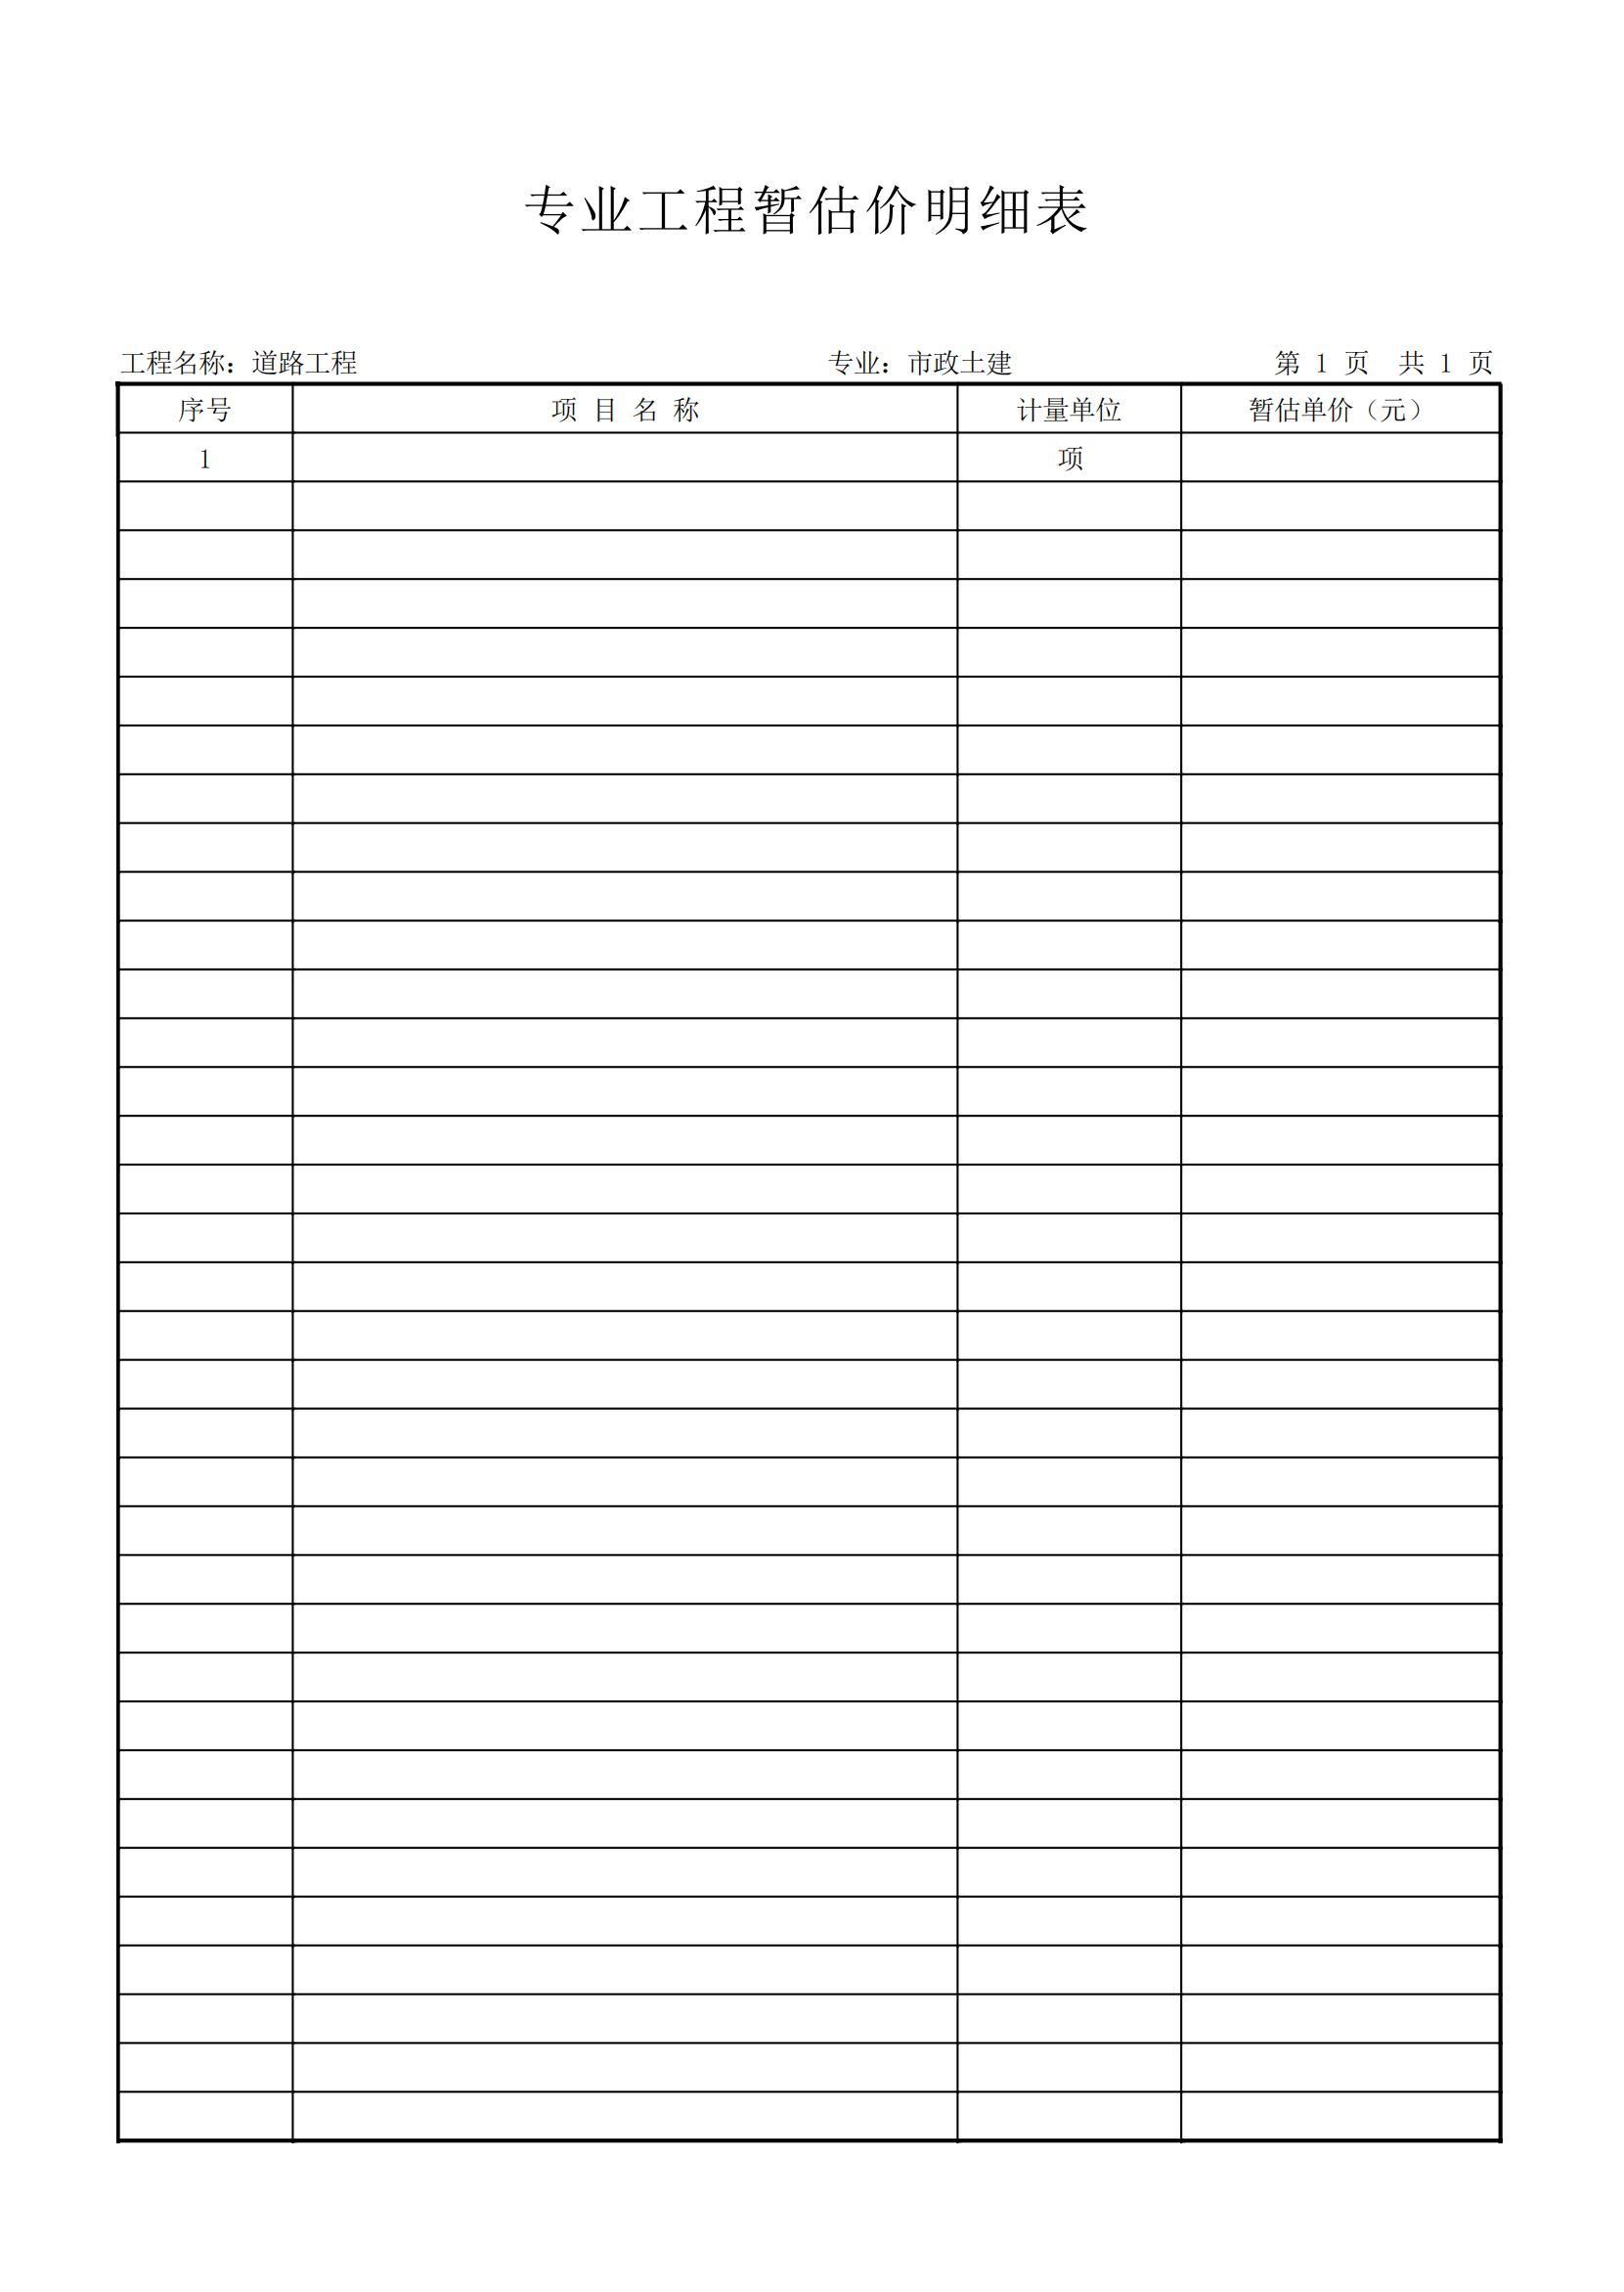 专业工程暂估价明细表
工程名称：道路工程 专业：市政土建 第 1 页 共 1 页
序号 项 目 名 称 计量单位 暂估单价（元）
1 项